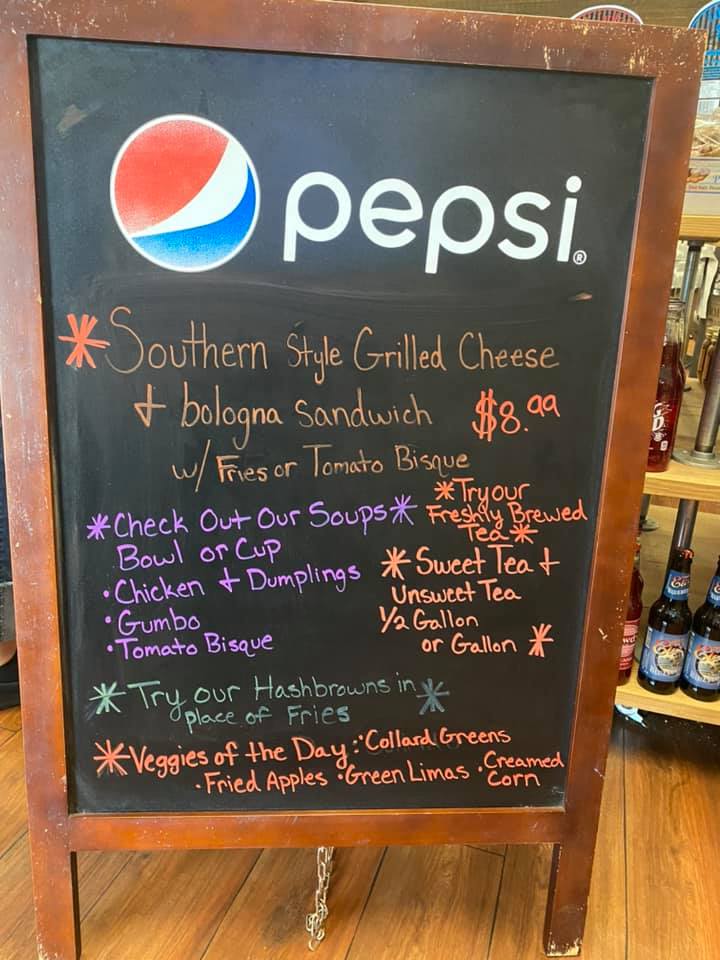 pepsi®
*Southern Style Grilled Cheese
+ bologna Sandwich $8.99
w/ Fries or Tomato Bisque
*Check Out Our Soups*
Bowl or Cup
• Chicken + Dumplings
• Gumbo
• Tomato Bisque
*Try our
Freshly Brewed
Tea*
*Sweet Tea +
Unsweet Tea
1/2 Gallon
or Gallon *
*Try our Hashbrowns in*
place of Fries
*Veggies of the Day: • Collard Greens
• Fried Apples • Green Limas • Creamed
Corn